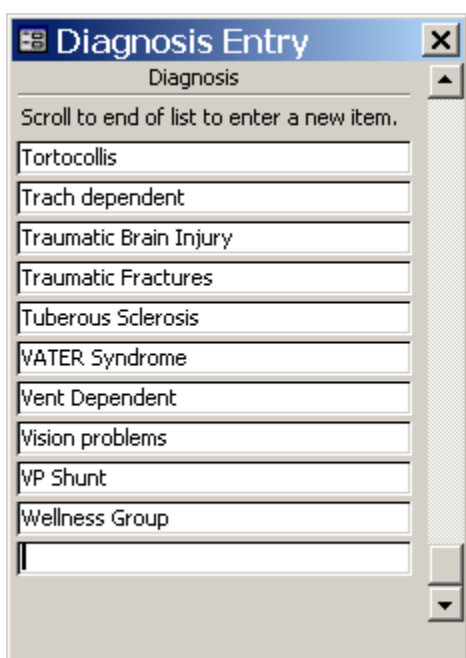 Diagnosis Entry
Diagnosis
Scroll to end of list to enter a new item.
Tortocollis
Trach dependent
Traumatic Brain Injury
Traumatic Fractures
Tuberous Sclerosis
VATER Syndrome
Vent Dependent
Vision problems
VP Shunt
Wellness Group